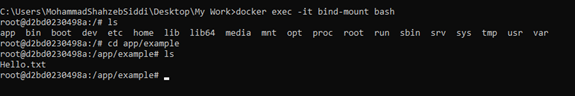 C:\Users\MohammadShahzebSiddi\Desktop\My Work>docker exec -it bind-mount bash
root@d2bd0230498a:/# ls
app  bin  boot  dev  etc  home  lib  lib64  media  mnt  opt  proc  root  run  sbin  srv  sys  tmp  usr  var
root@d2bd0230498a:/# cd app/example
root@d2bd0230498a:/app/example# ls
Hello.txt
root@d2bd0230498a:/app/example#